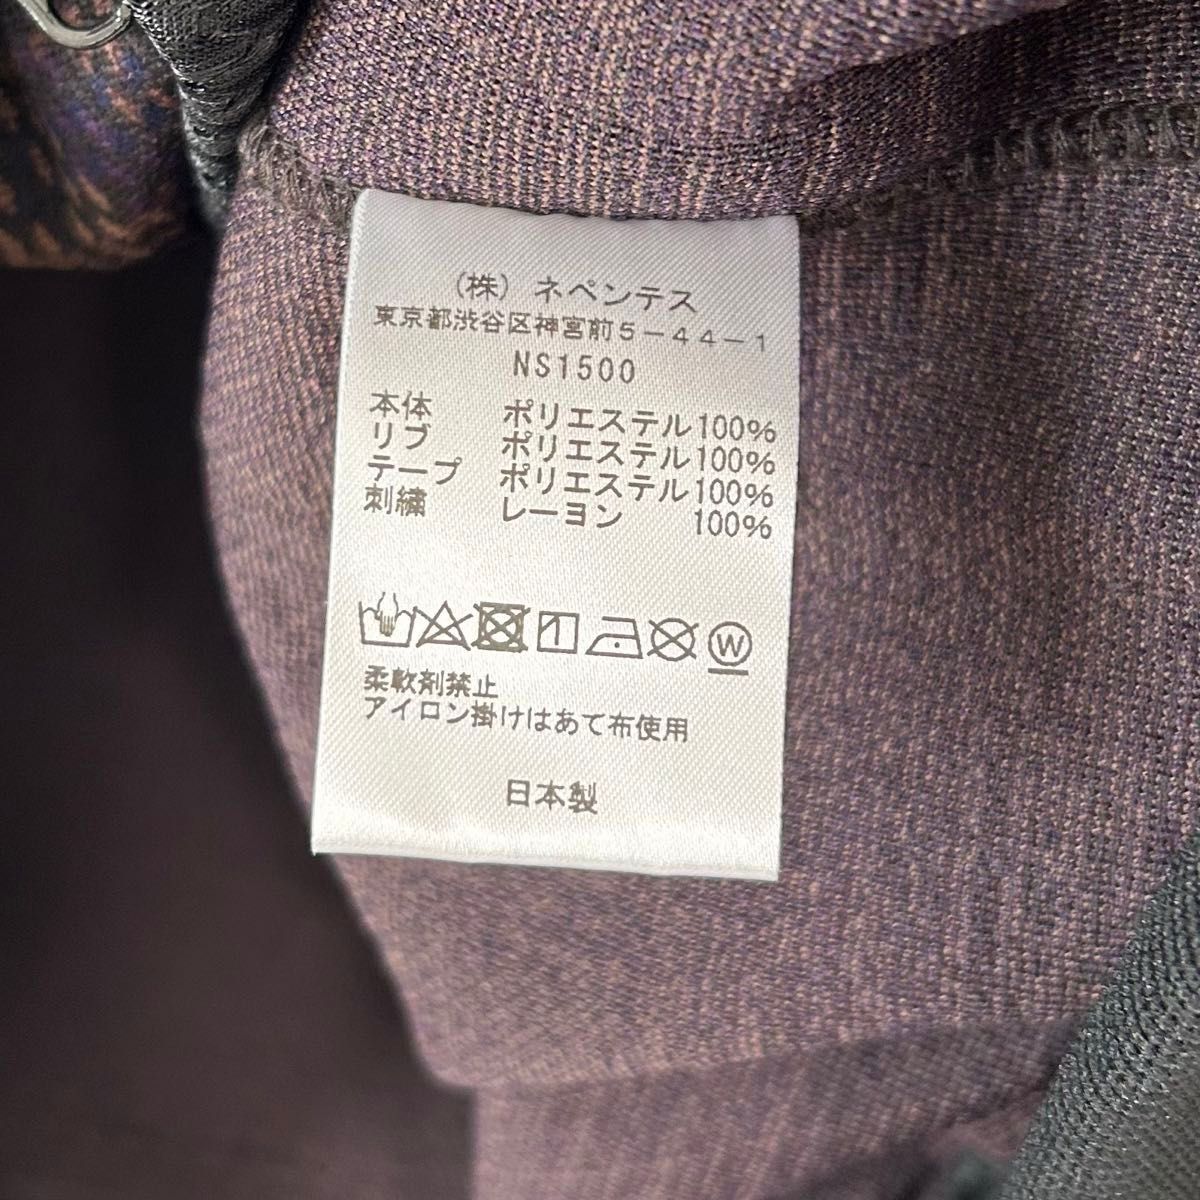 (株) ネペンテス
東京都渋谷区神宮前5-44-1
NS1500
本体 ポリエステル100%
リブ ポリエステル100%
テープ ポリエステル100%
刺繍 レーヨン 100%
W
柔軟剤禁止
アイロン掛けはあて布使用
日本製